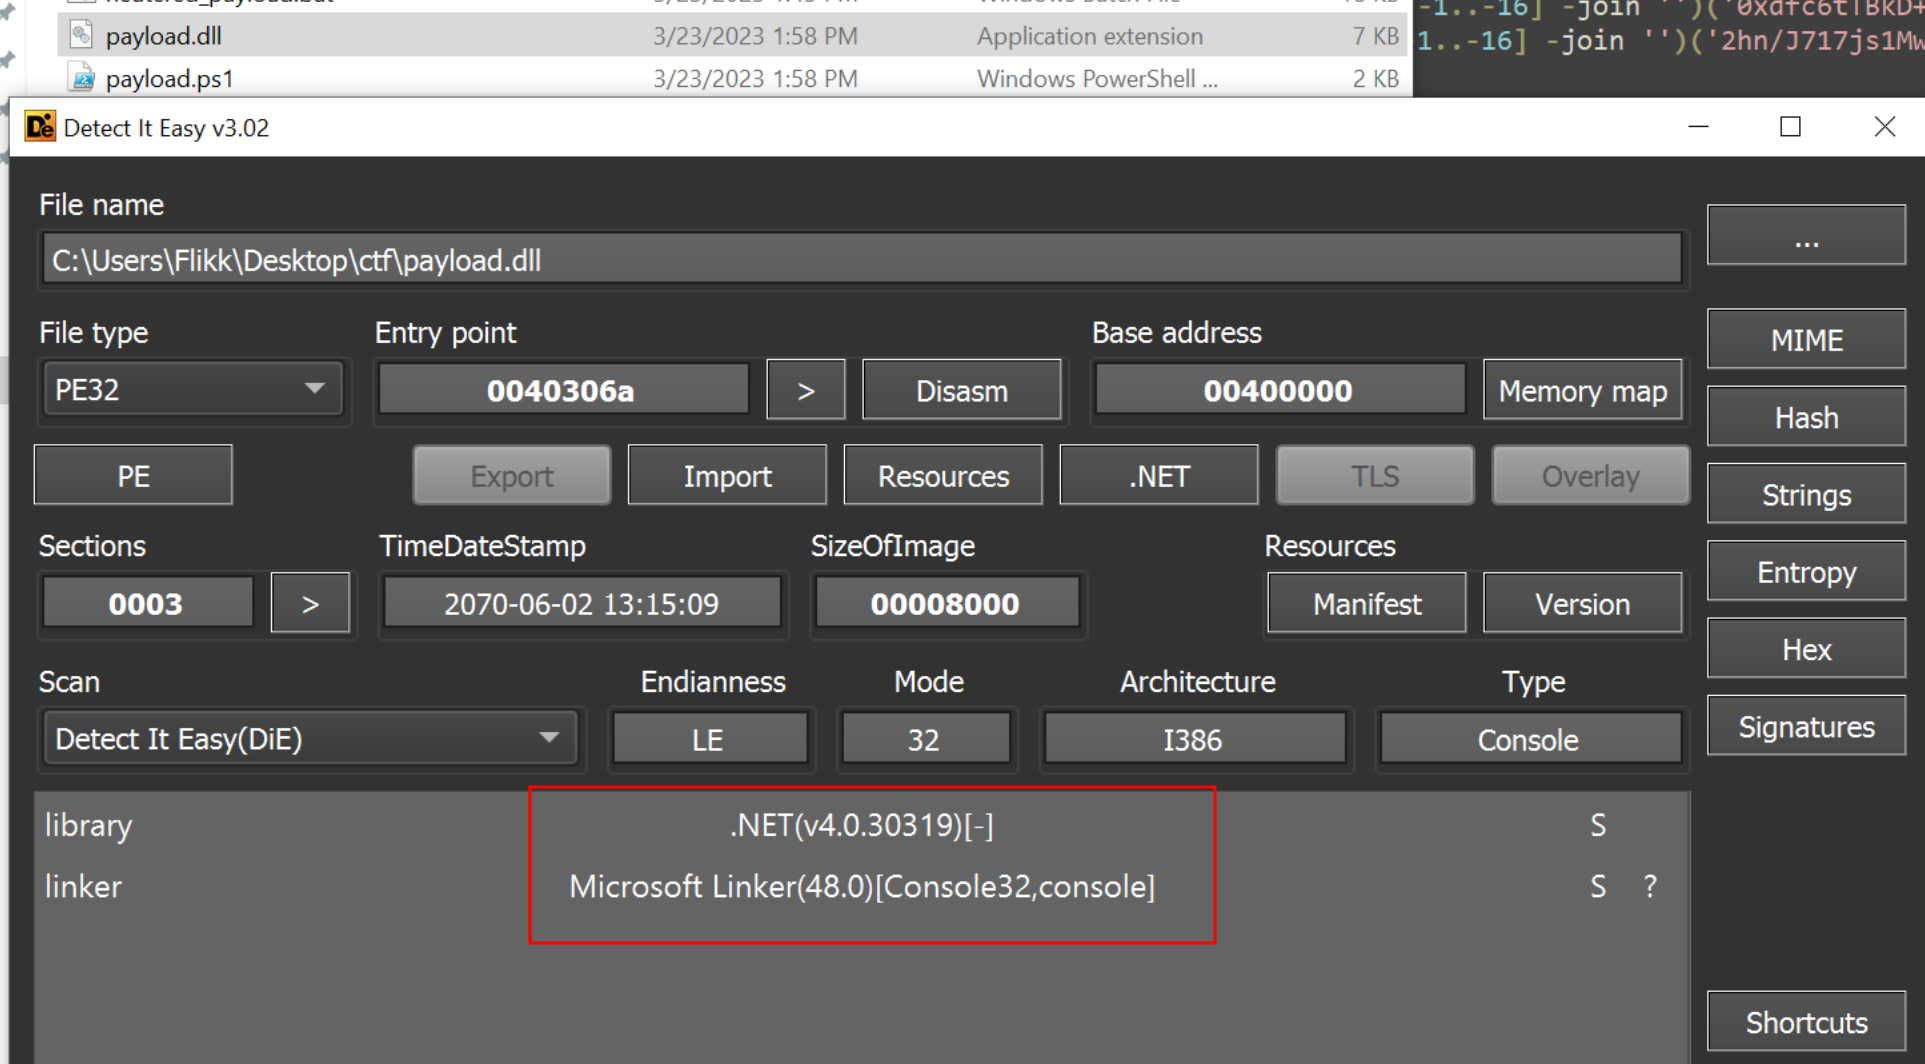 payload.dll 3/23/2023 1:58 PM Application extension 7 KB
payload.ps1 3/23/2023 1:58 PM Windows PowerShell ... 2 KB
1..-16] -join '')('2hn/J717js1Mw
Detect It Easy v3.02
File name
C:\Users\Flikk\Desktop\ctf\payload.dll
...
File type Entry point Base address
PE32 0040306a > Disasm 00400000 Memory map
MIME
Hash
PE Export Import Resources .NET TLS Overlay
Strings
Sections TimeDateStamp SizeOfImage Resources
0003 > 2070-06-02 13:15:09 00008000 Manifest Version
Entropy
Hex
Scan Endianness Mode Architecture Type
Detect It Easy(DiE) LE 32 I386 Console
Signatures
library .NET(v4.0.30319)[-] S
linker Microsoft Linker(48.0)[Console32,console] S ?
Shortcuts